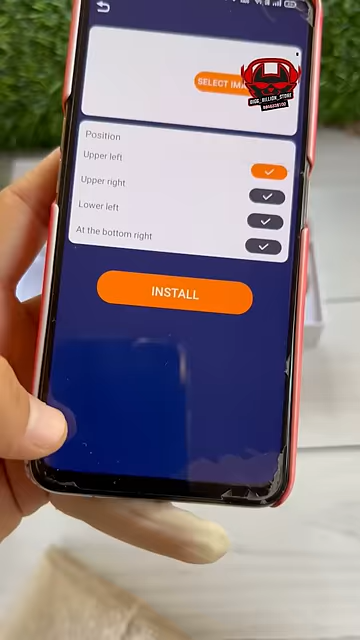 SELECT IMA
Position
Upper left
Upper right
Lower left
At the bottom right
INSTALL